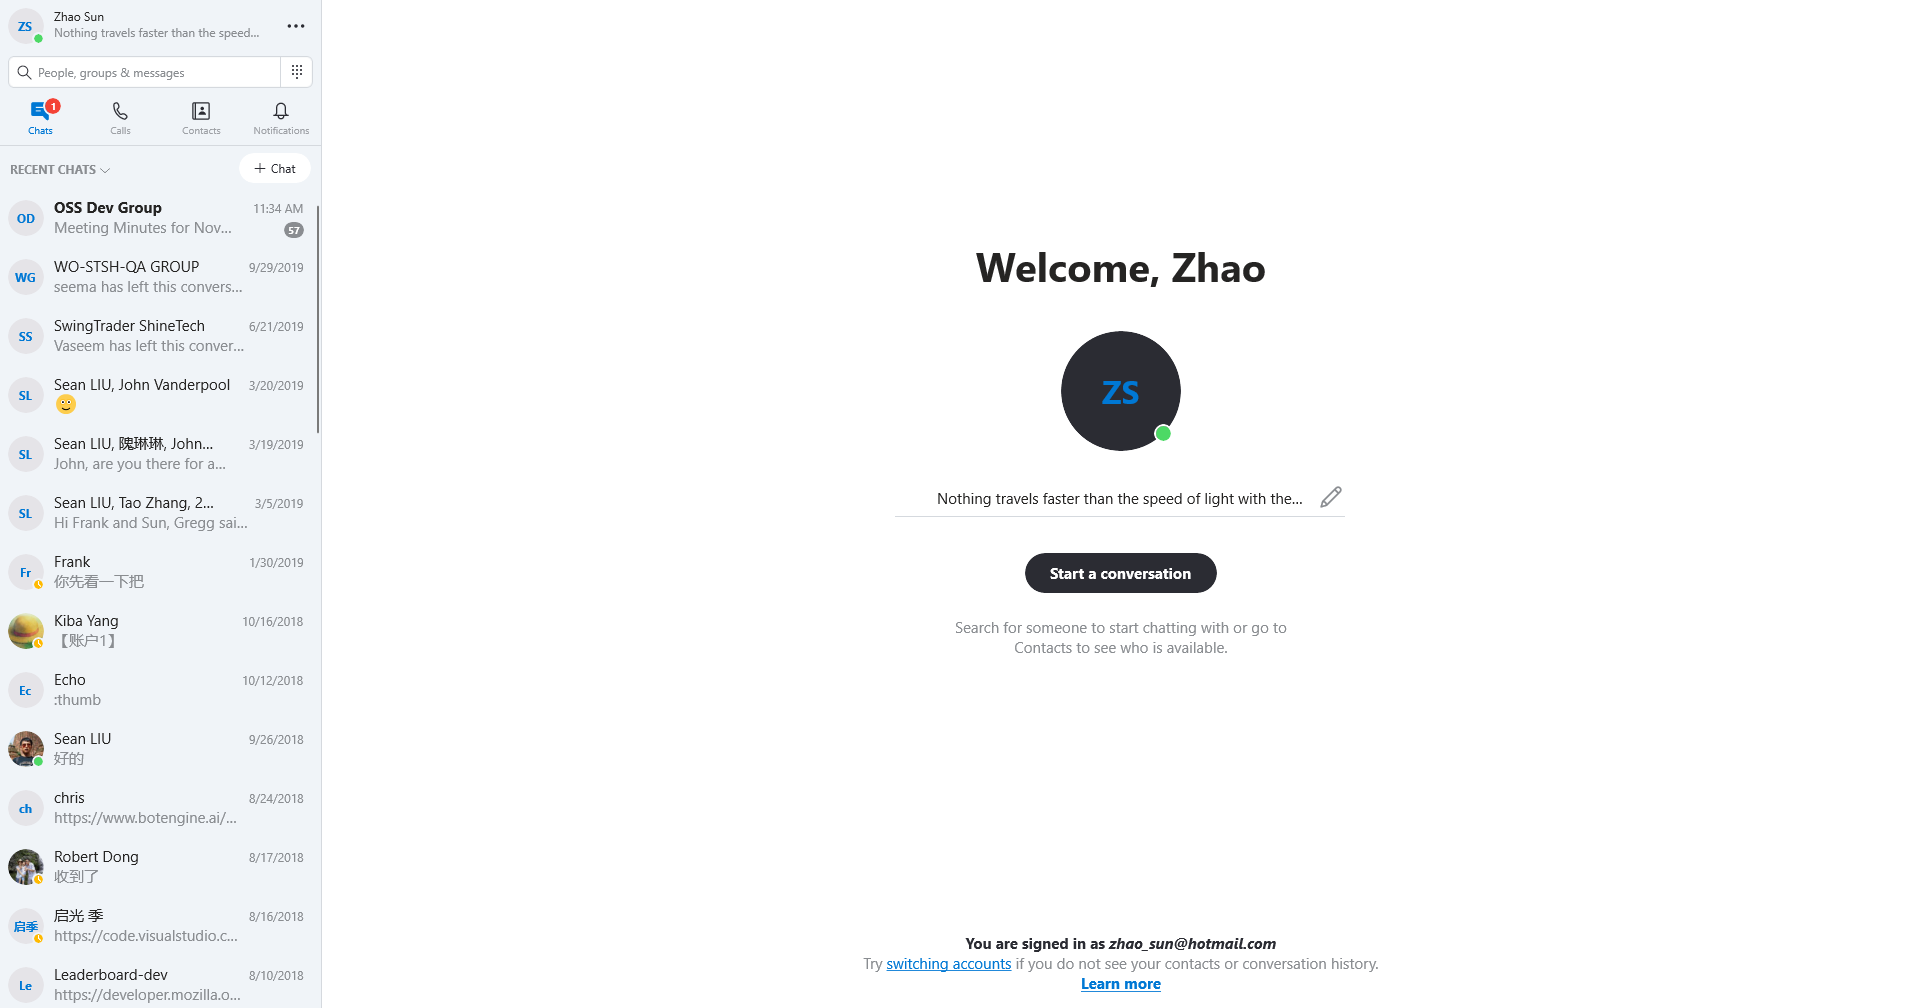 ZS
Zhao Sun
Nothing travels faster than the speed...
People, groups & messages
1
Chats
Calls
Contacts
Notifications
RECENT CHATS
Chat
OD
OSS Dev Group
11:34 AM
Meeting Minutes for Nov...
57
WG
WO-STSH-QA GROUP
9/29/2019
seema has left this convers...
SS
SwingTrader ShineTech
6/21/2019
Vaseem has left this conver...
SL
Sean LIU, John Vanderpool
3/20/2019
SL
Sean LIU, 隗琳琳, John...
3/19/2019
John, are you there for a...
SL
Sean LIU, Tao Zhang, 2...
3/5/2019
Hi Frank and Sun, Gregg sai...
Fr
Frank
1/30/2019
你先看一下把
Kiba Yang
10/16/2018
【账户1】
Ec
Echo
10/12/2018
:thumb
Sean LIU
9/26/2018
好的
ch
chris
8/24/2018
https://www.botengine.ai/...
Robert Dong
8/17/2018
收到了
启季
启光 季
8/16/2018
https://code.visualstudio.c...
Le
Leaderboard-dev
8/10/2018
https://developer.mozilla.o...
Welcome, Zhao
ZS
Nothing travels faster than the speed of light with the...
Start a conversation
Search for someone to start chatting with or go to
Contacts to see who is available.
You are signed in as zhao_sun@hotmail.com
Try switching accounts if you do not see your contacts or conversation history.
Learn more